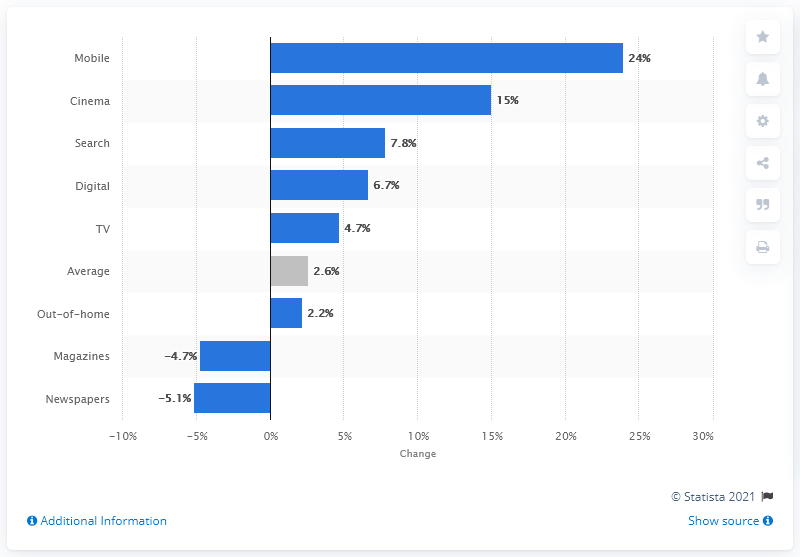 Mobile 24%
Cinema 15%
Search 7.8%
Digital 6.7%
TV 4.7%
Average 2.6%
Out-of-home 2.2%
Magazines −4.7%
Newspapers −5.1%
−10% −5% 0% 5% 10% 15% 20% 25% 30%
Change
© Statista 2021
Additional Information Show source